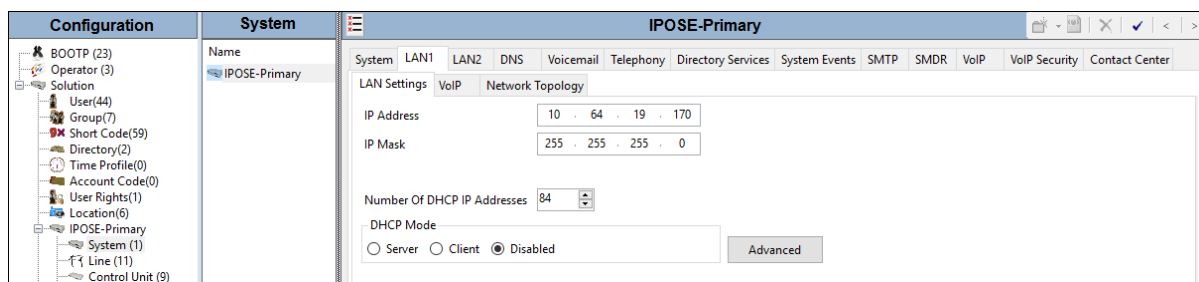 Configuration
BOOTP (23)
Operator (3)
Solution
User(44)
Group(7)
Short Code(59)
Directory(2)
Time Profile(0)
Account Code(0)
User Rights(1)
Location(6)
IPOSE-Primary
System (1)
Line (11)
Control Unit (9)
System
Name
IPOSE-Primary
IPOSE-Primary
System LAN1 LAN2 DNS Voicemail Telephony Directory Services System Events SMTP SMDR VoIP VoIP Security Contact Center
LAN Settings VoIP Network Topology
IP Address 10 . 64 . 19 . 170
IP Mask 255 . 255 . 255 . 0
Number Of DHCP IP Addresses 84
DHCP Mode
Server Client Disabled Advanced